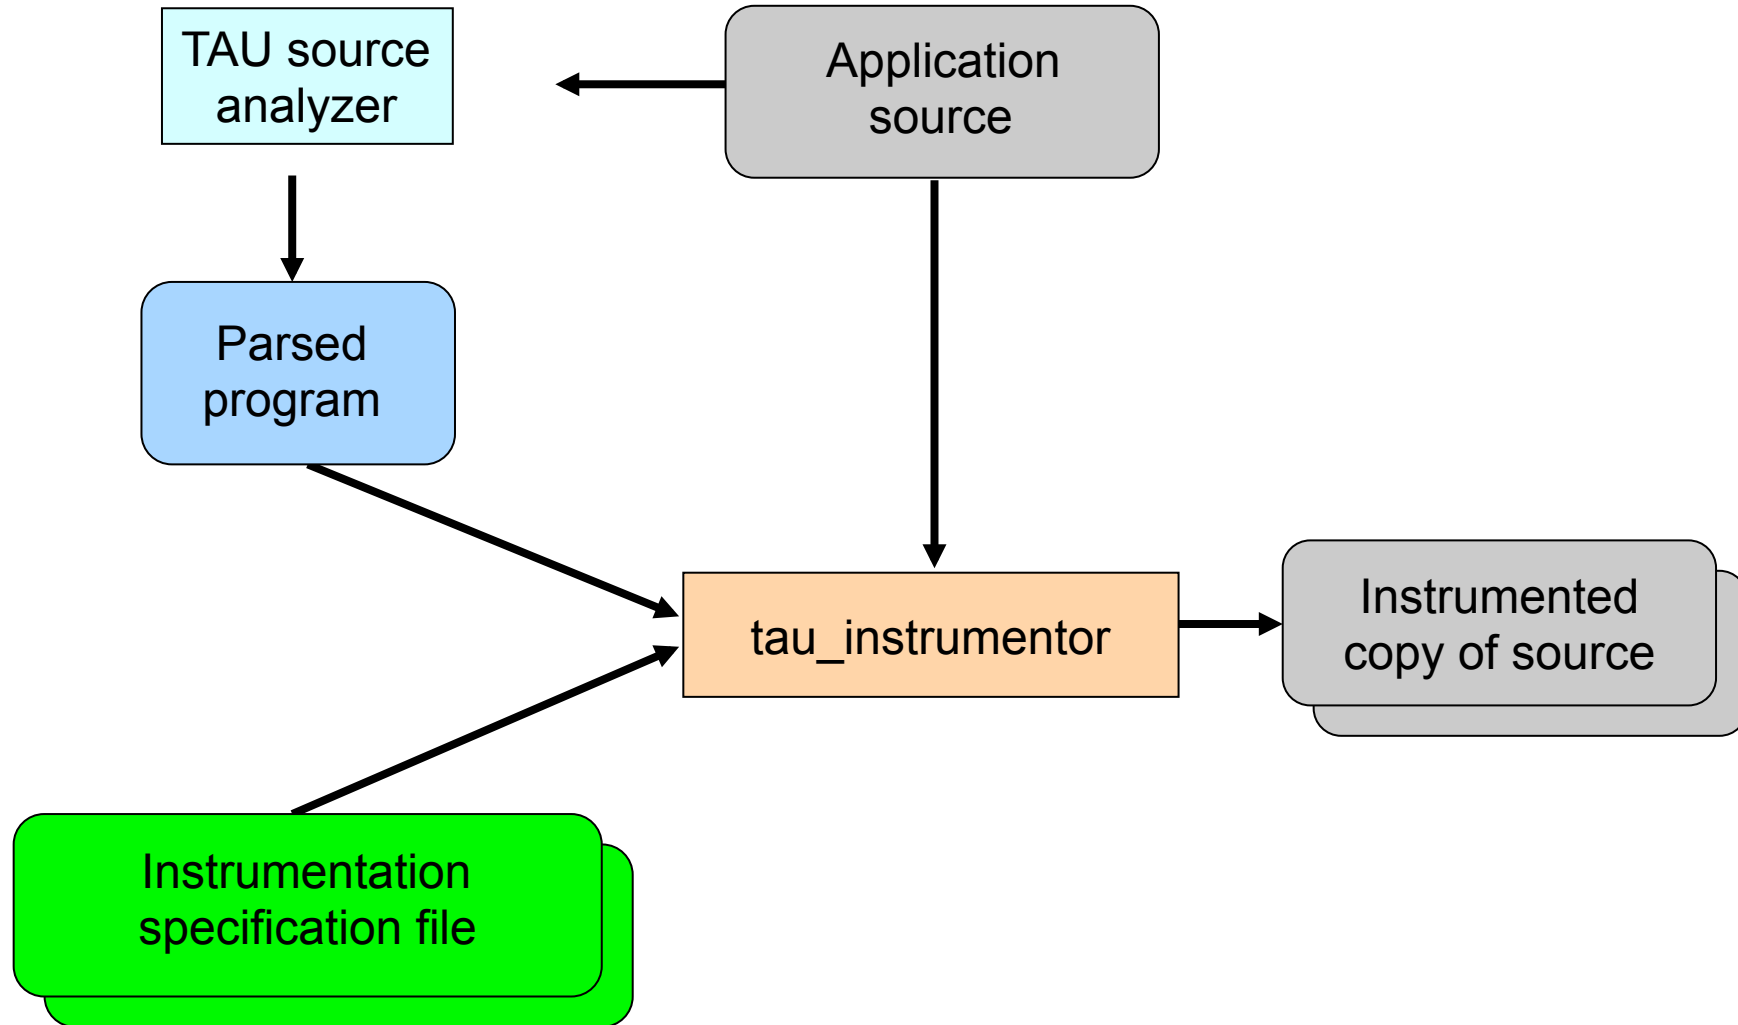 TAU source
analyzer
Application
source
Parsed
program
tau_instrumentor
Instrumented
copy of source
Instrumentation
specification file